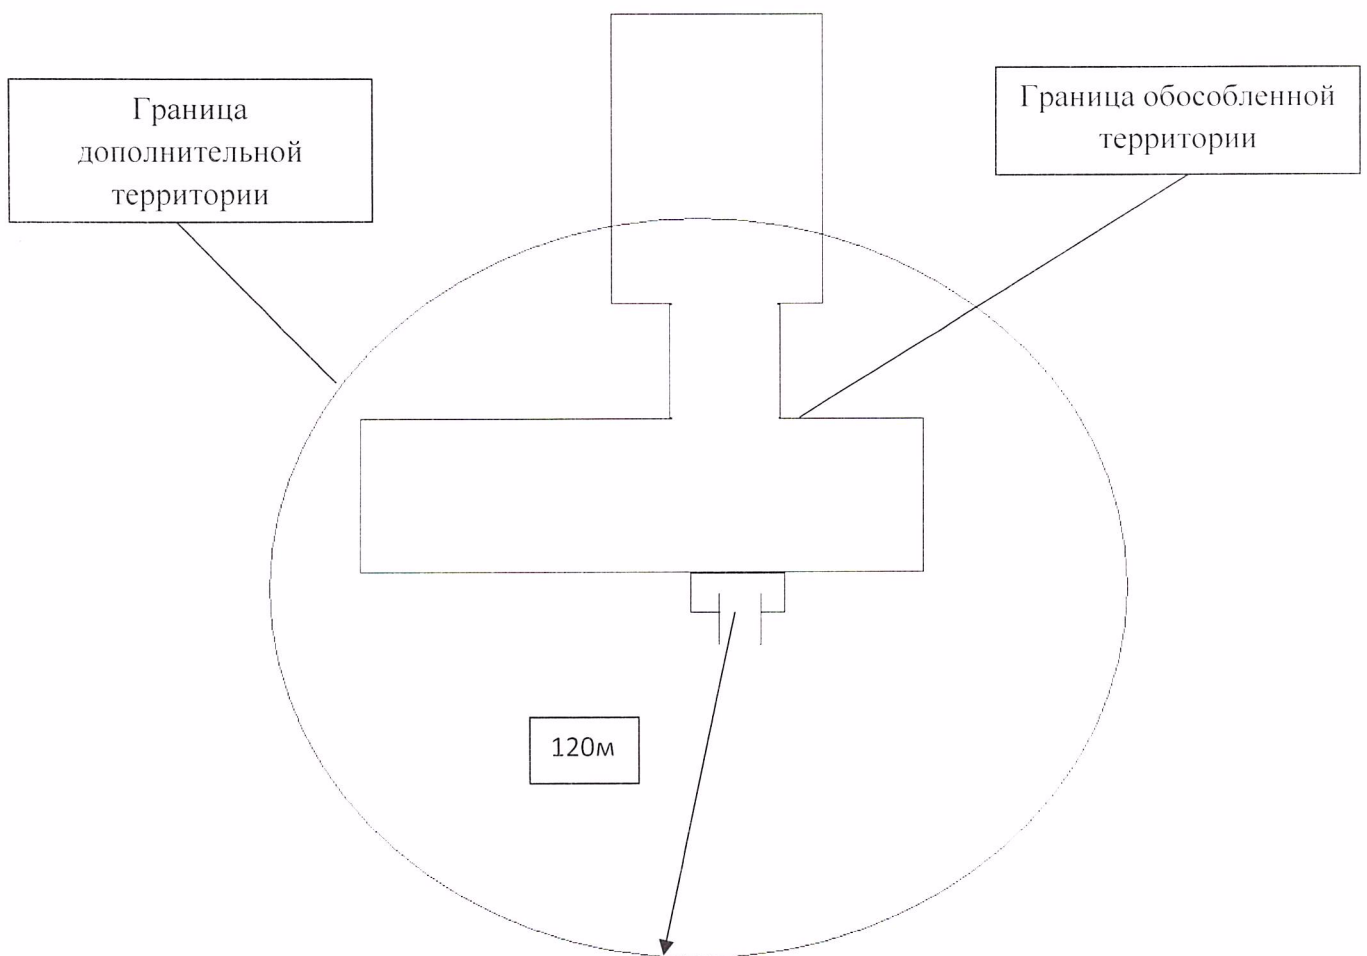 Граница
дополнительной
территории
Граница обособленной
территории
120м